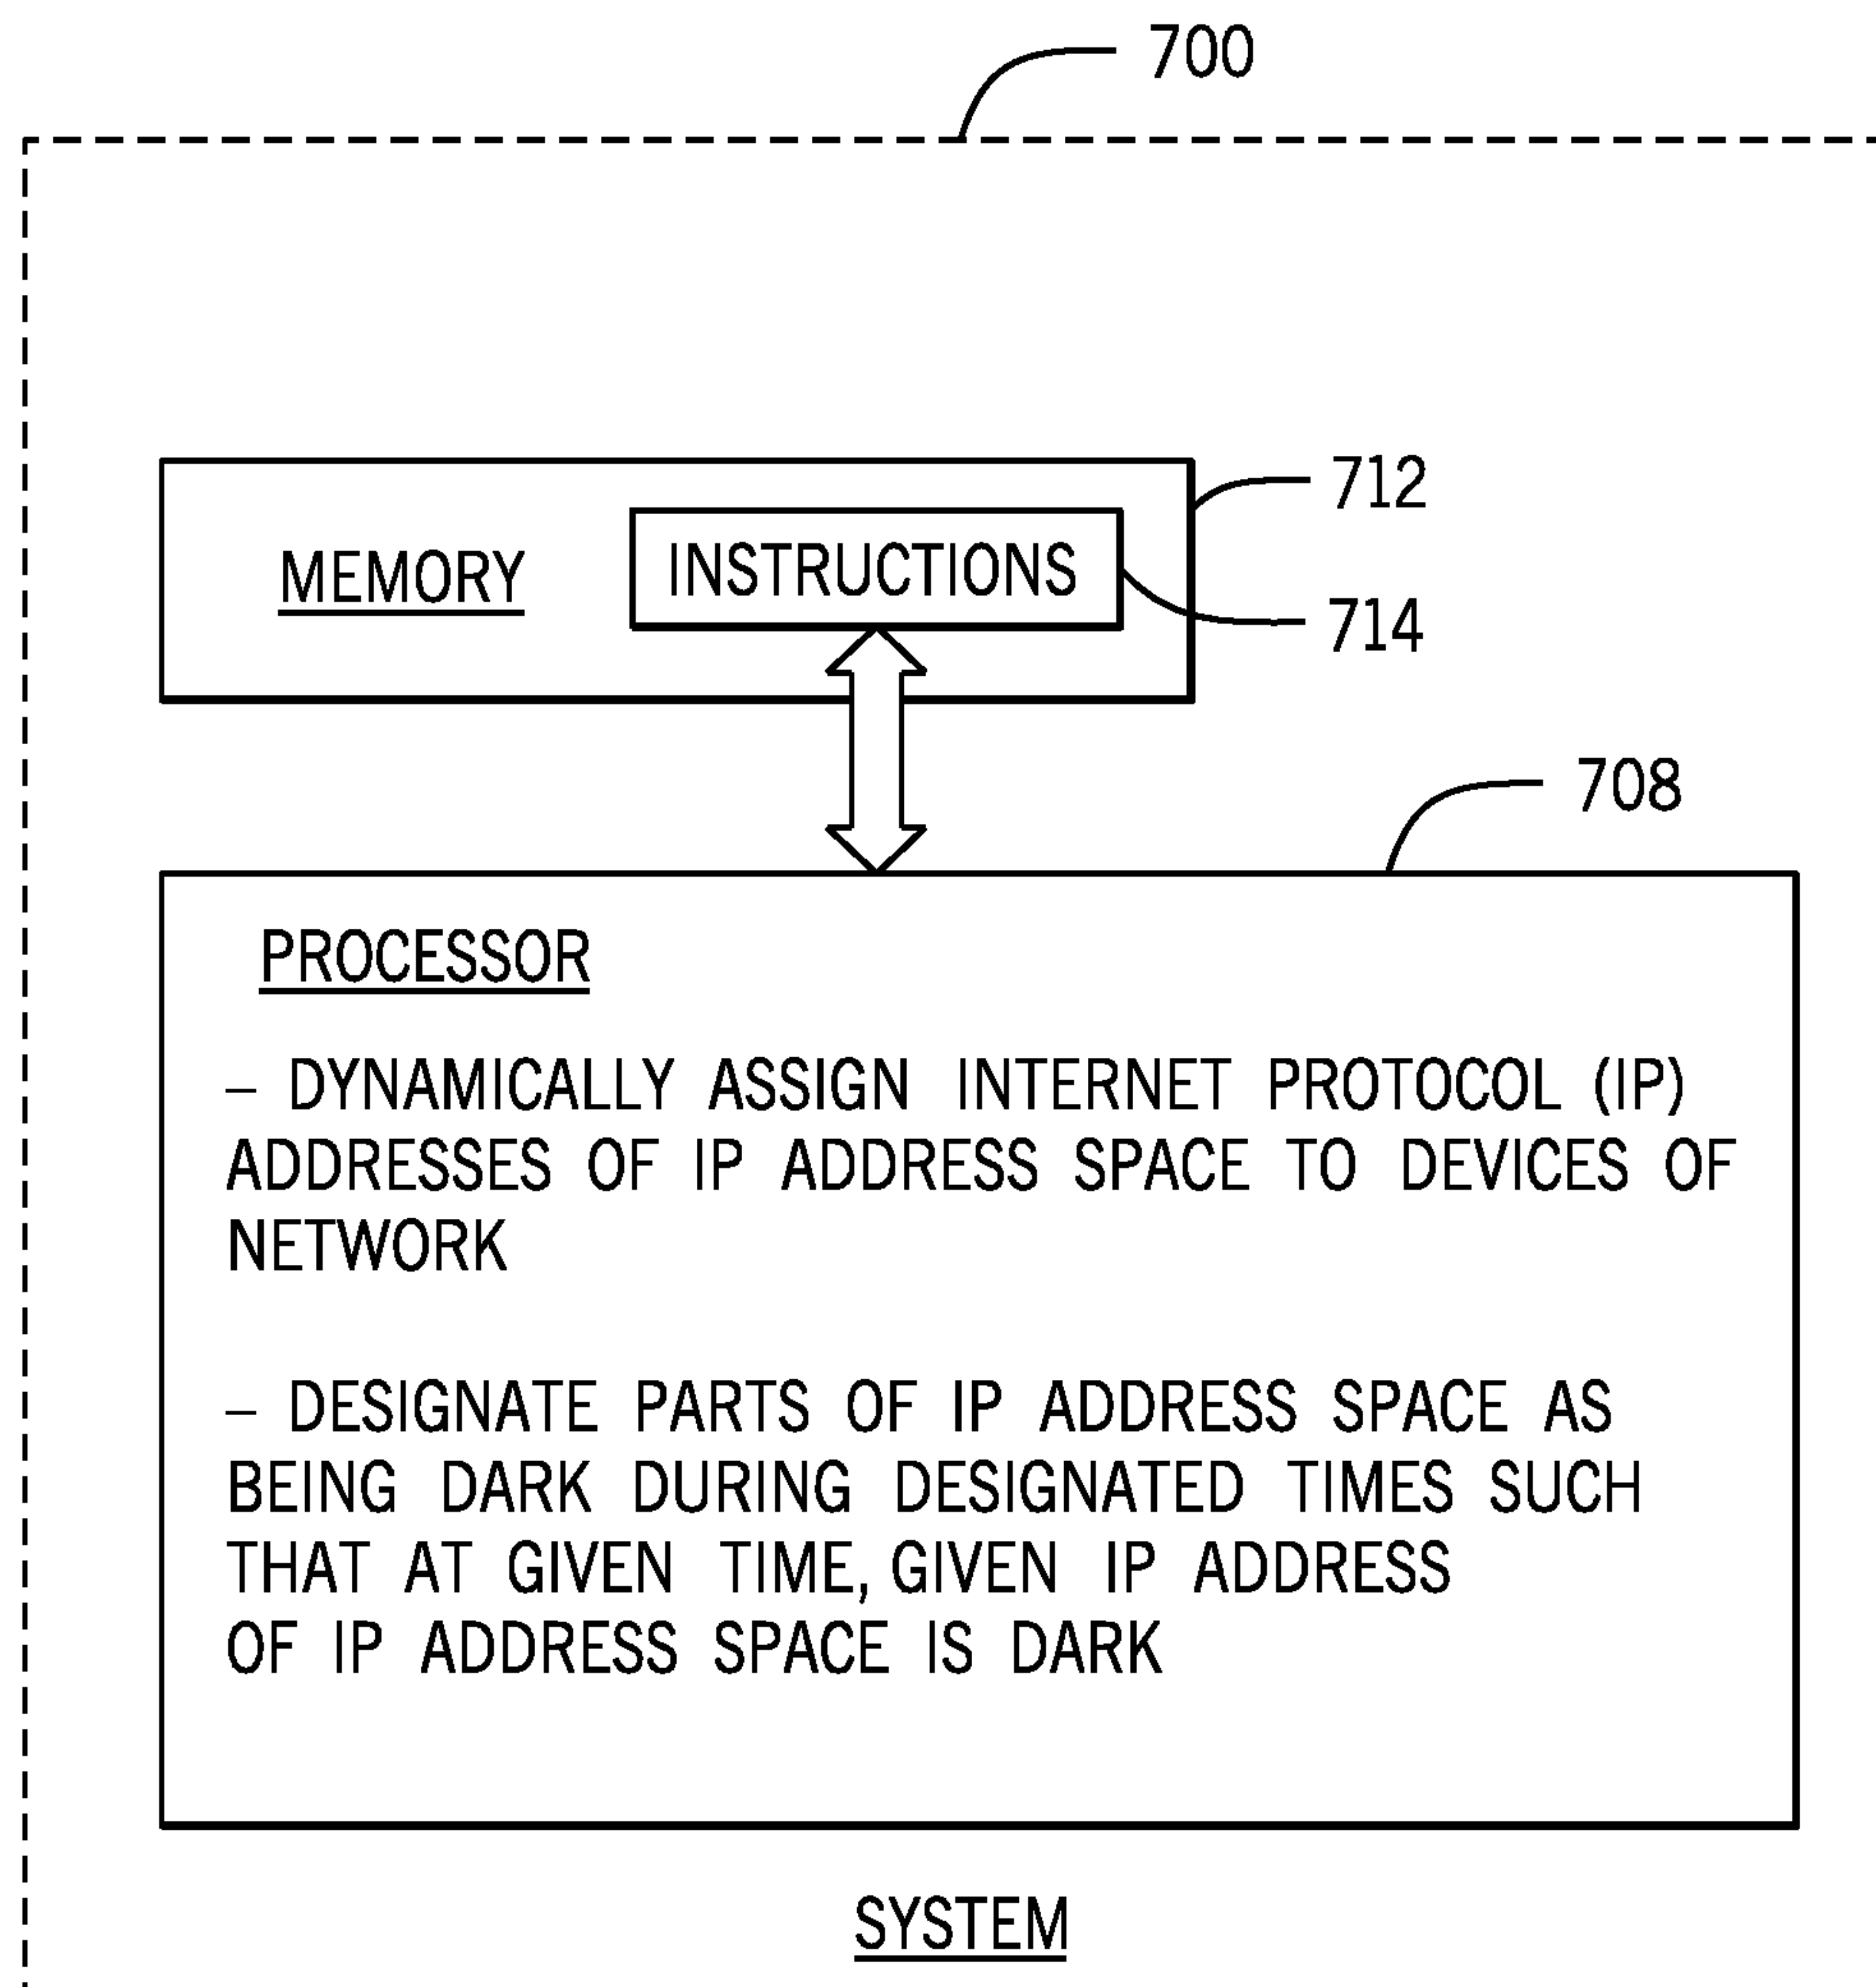 700
712
MEMORY
INSTRUCTIONS
714
708
PROCESSOR
– DYNAMICALLY ASSIGN INTERNET PROTOCOL (IP)
ADDRESSES OF IP ADDRESS SPACE TO DEVICES OF
NETWORK
– DESIGNATE PARTS OF IP ADDRESS SPACE AS
BEING DARK DURING DESIGNATED TIMES SUCH
THAT AT GIVEN TIME, GIVEN IP ADDRESS
OF IP ADDRESS SPACE IS DARK
SYSTEM